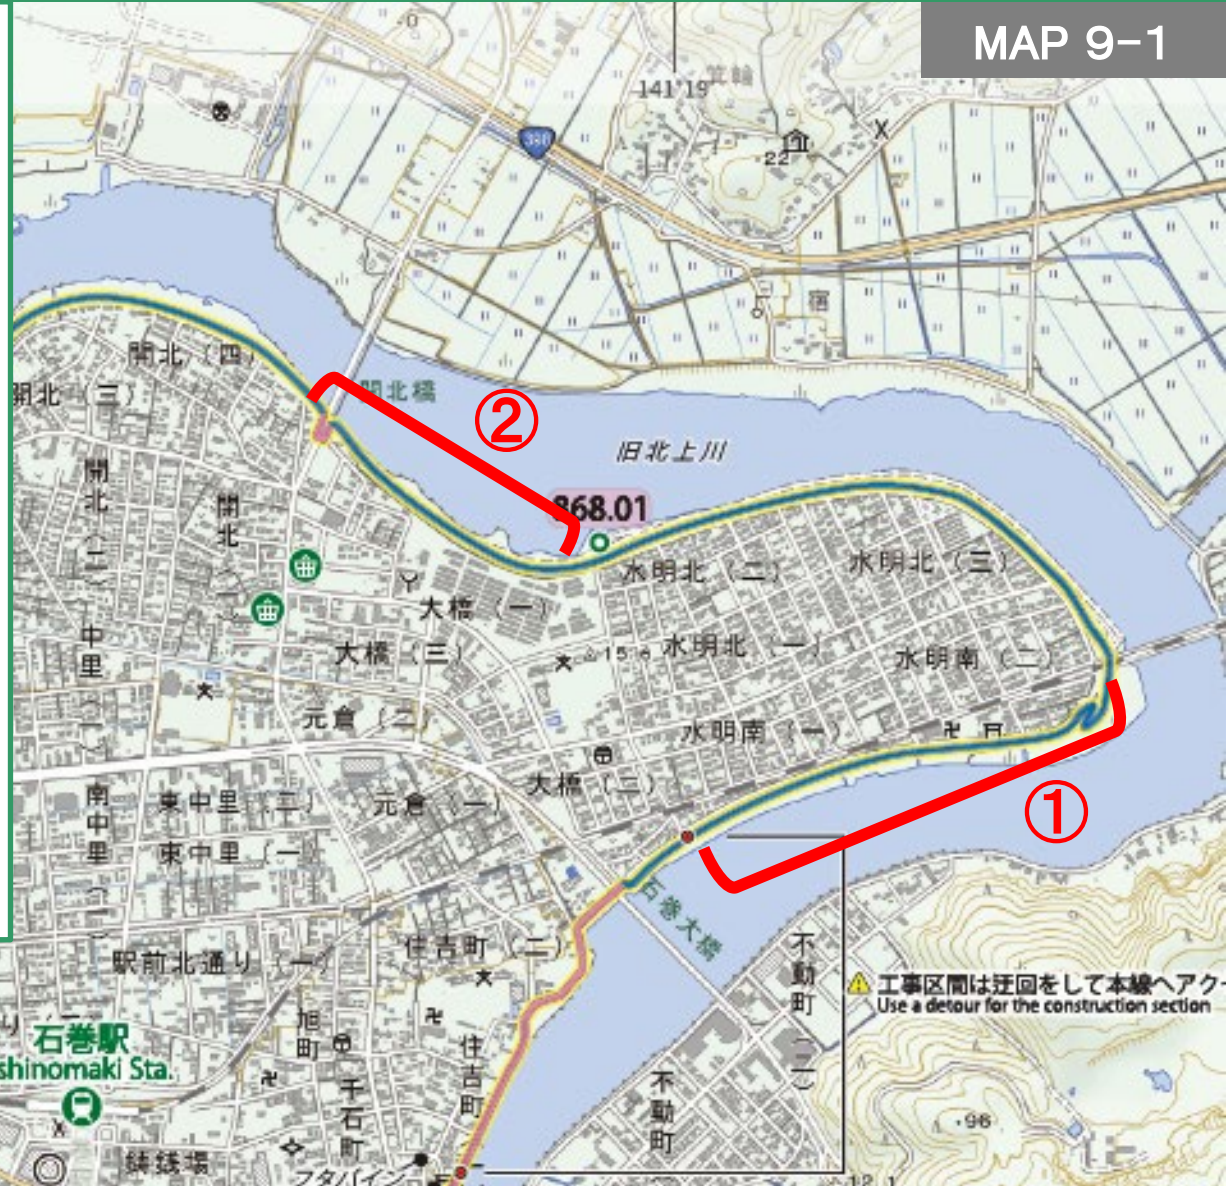 MAP 9-1
141°19'
箕輪
22
宿
開北（四）
開北橋
開北（三）
②
旧北上川
868.01
開北（二）
開北（一）
水明北（二）
水明北（三）
大橋（一）
15
水明北（一）
水明南（二）
大橋（三）
中里（一）
元倉（二）
水明南（一）
大橋（二）
南中里（一）
東中里（二）
元倉（一）
①
東中里（一
石巻大橋
住吉町（二）
不動町（二）
駅前北通り（一）
⚠工事区間は迂回をして本線へアク
Use a detour for the construction section
旭町
石巻駅
shinomaki Sta.
住吉町
千石町
不動町
・96
鋳銭場
12.1